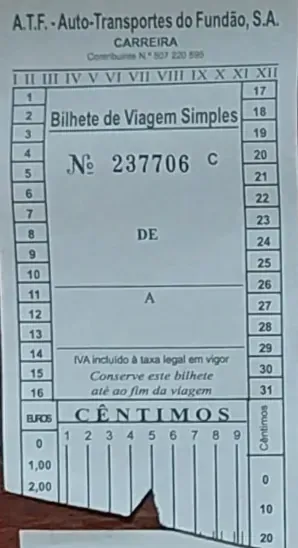 A.T.F. - Auto-Transportes do Fundão, S.A.
CARREIRA
Contribuinte N.º 507 220 595
I II III IV V VI VII VIII IX X XI XII
1 17
2 Bilhete de Viagem Simples 18
3 19
4 Nº 237706 C 20
5 21
6 22
7 23
8 DE 24
9 25
10 26
11 A 27
12 28
13 29
14 IVA incluído à taxa legal em vigor 30
15 Conserve este bilhete 31
16 até ao fim da viagem
EUROS CÊNTIMOS Cêntimos
1 2 3 4 5 6 7 8 9
0 0
1,00 10
2,00 20